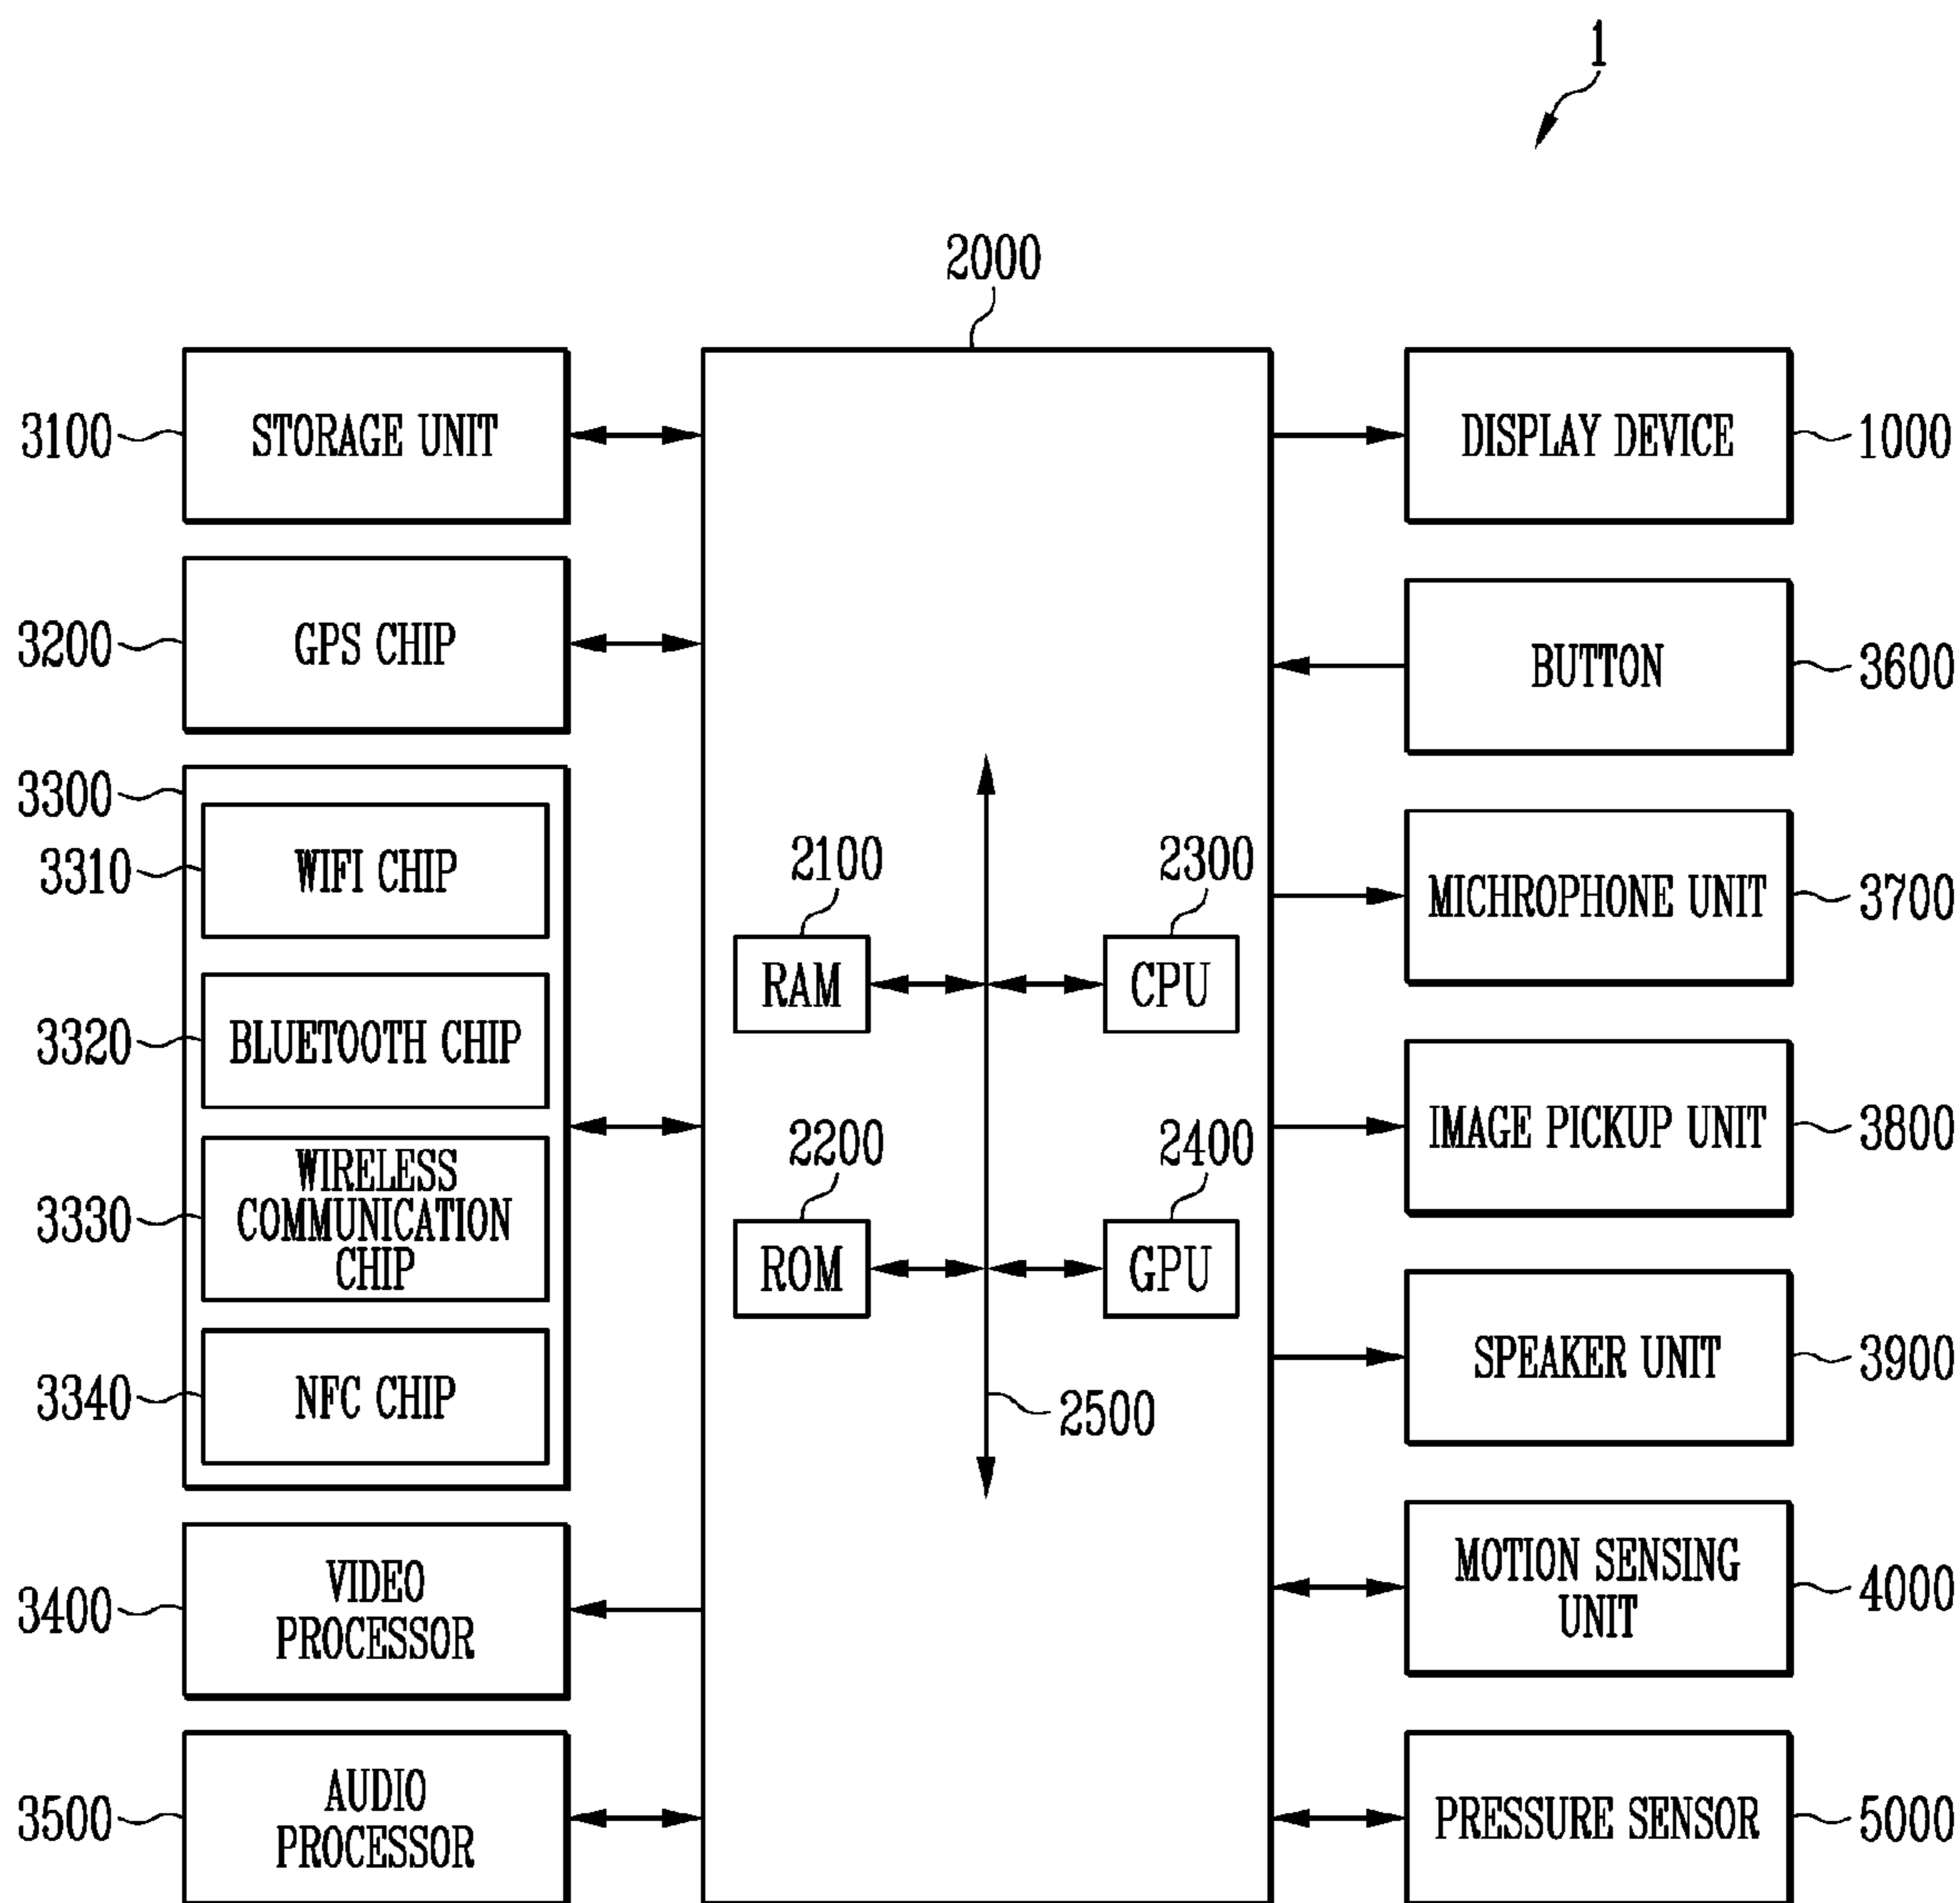 1
2000
3100
STORAGE UNIT
DISPLAY DEVICE
1000
3200
GPS CHIP
BUTTON
3600
3300
3310
WIFI CHIP
2100
2300
MICHROPHONE UNIT
3700
RAM
CPU
3320
BLUETOOTH CHIP
2200
2400
IMAGE PICKUP UNIT
3800
3330
WIRELESS
COMMUNICATION
CHIP
ROM
GPU
3340
NFC CHIP
2500
SPEAKER UNIT
3900
3400
VIDEO
PROCESSOR
MOTION SENSING
UNIT
4000
3500
AUDIO
PROCESSOR
PRESSURE SENSOR
5000